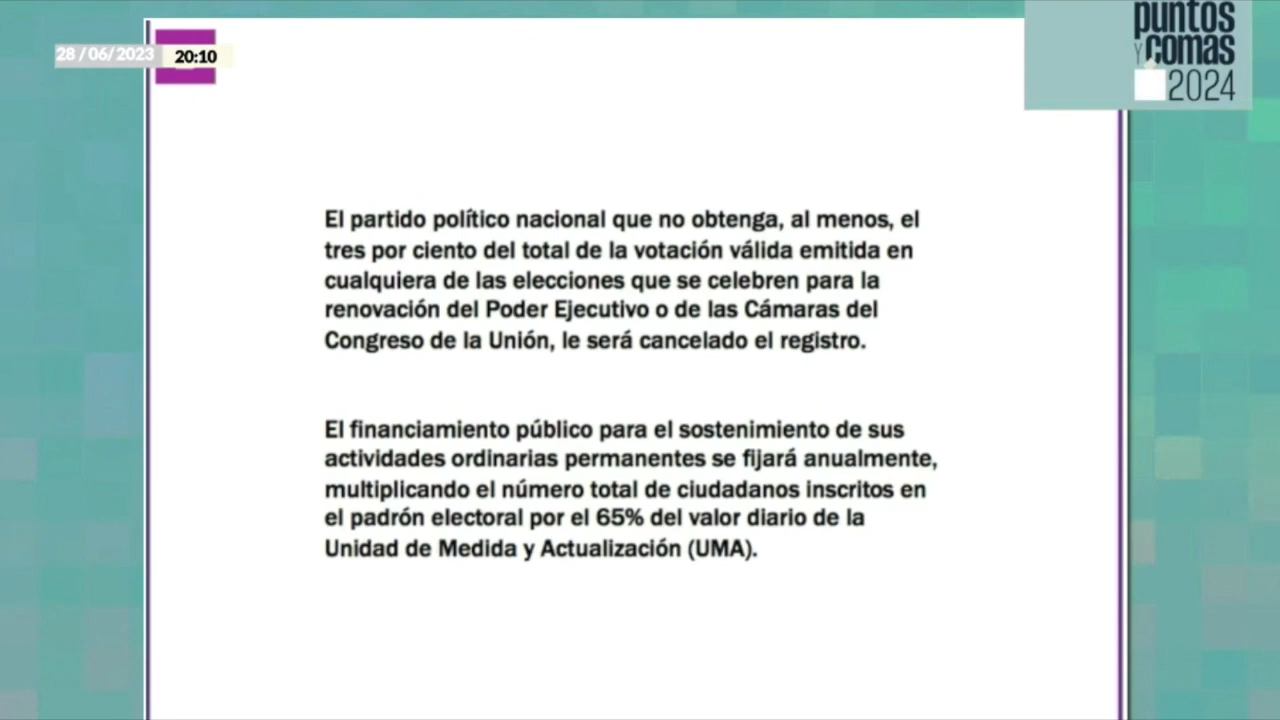 28/06/2023
20:10
puntos
Y comas
2024
El partido político nacional que no obtenga, al menos, el
tres por ciento del total de la votación válida emitida en
cualquiera de las elecciones que se celebren para la
renovación del Poder Ejecutivo o de las Cámaras del
Congreso de la Unión, le será cancelado el registro.
El financiamiento público para el sostenimiento de sus
actividades ordinarias permanentes se fijará anualmente,
multiplicando el número total de ciudadanos inscritos en
el padrón electoral por el 65% del valor diario de la
Unidad de Medida y Actualización (UMA).